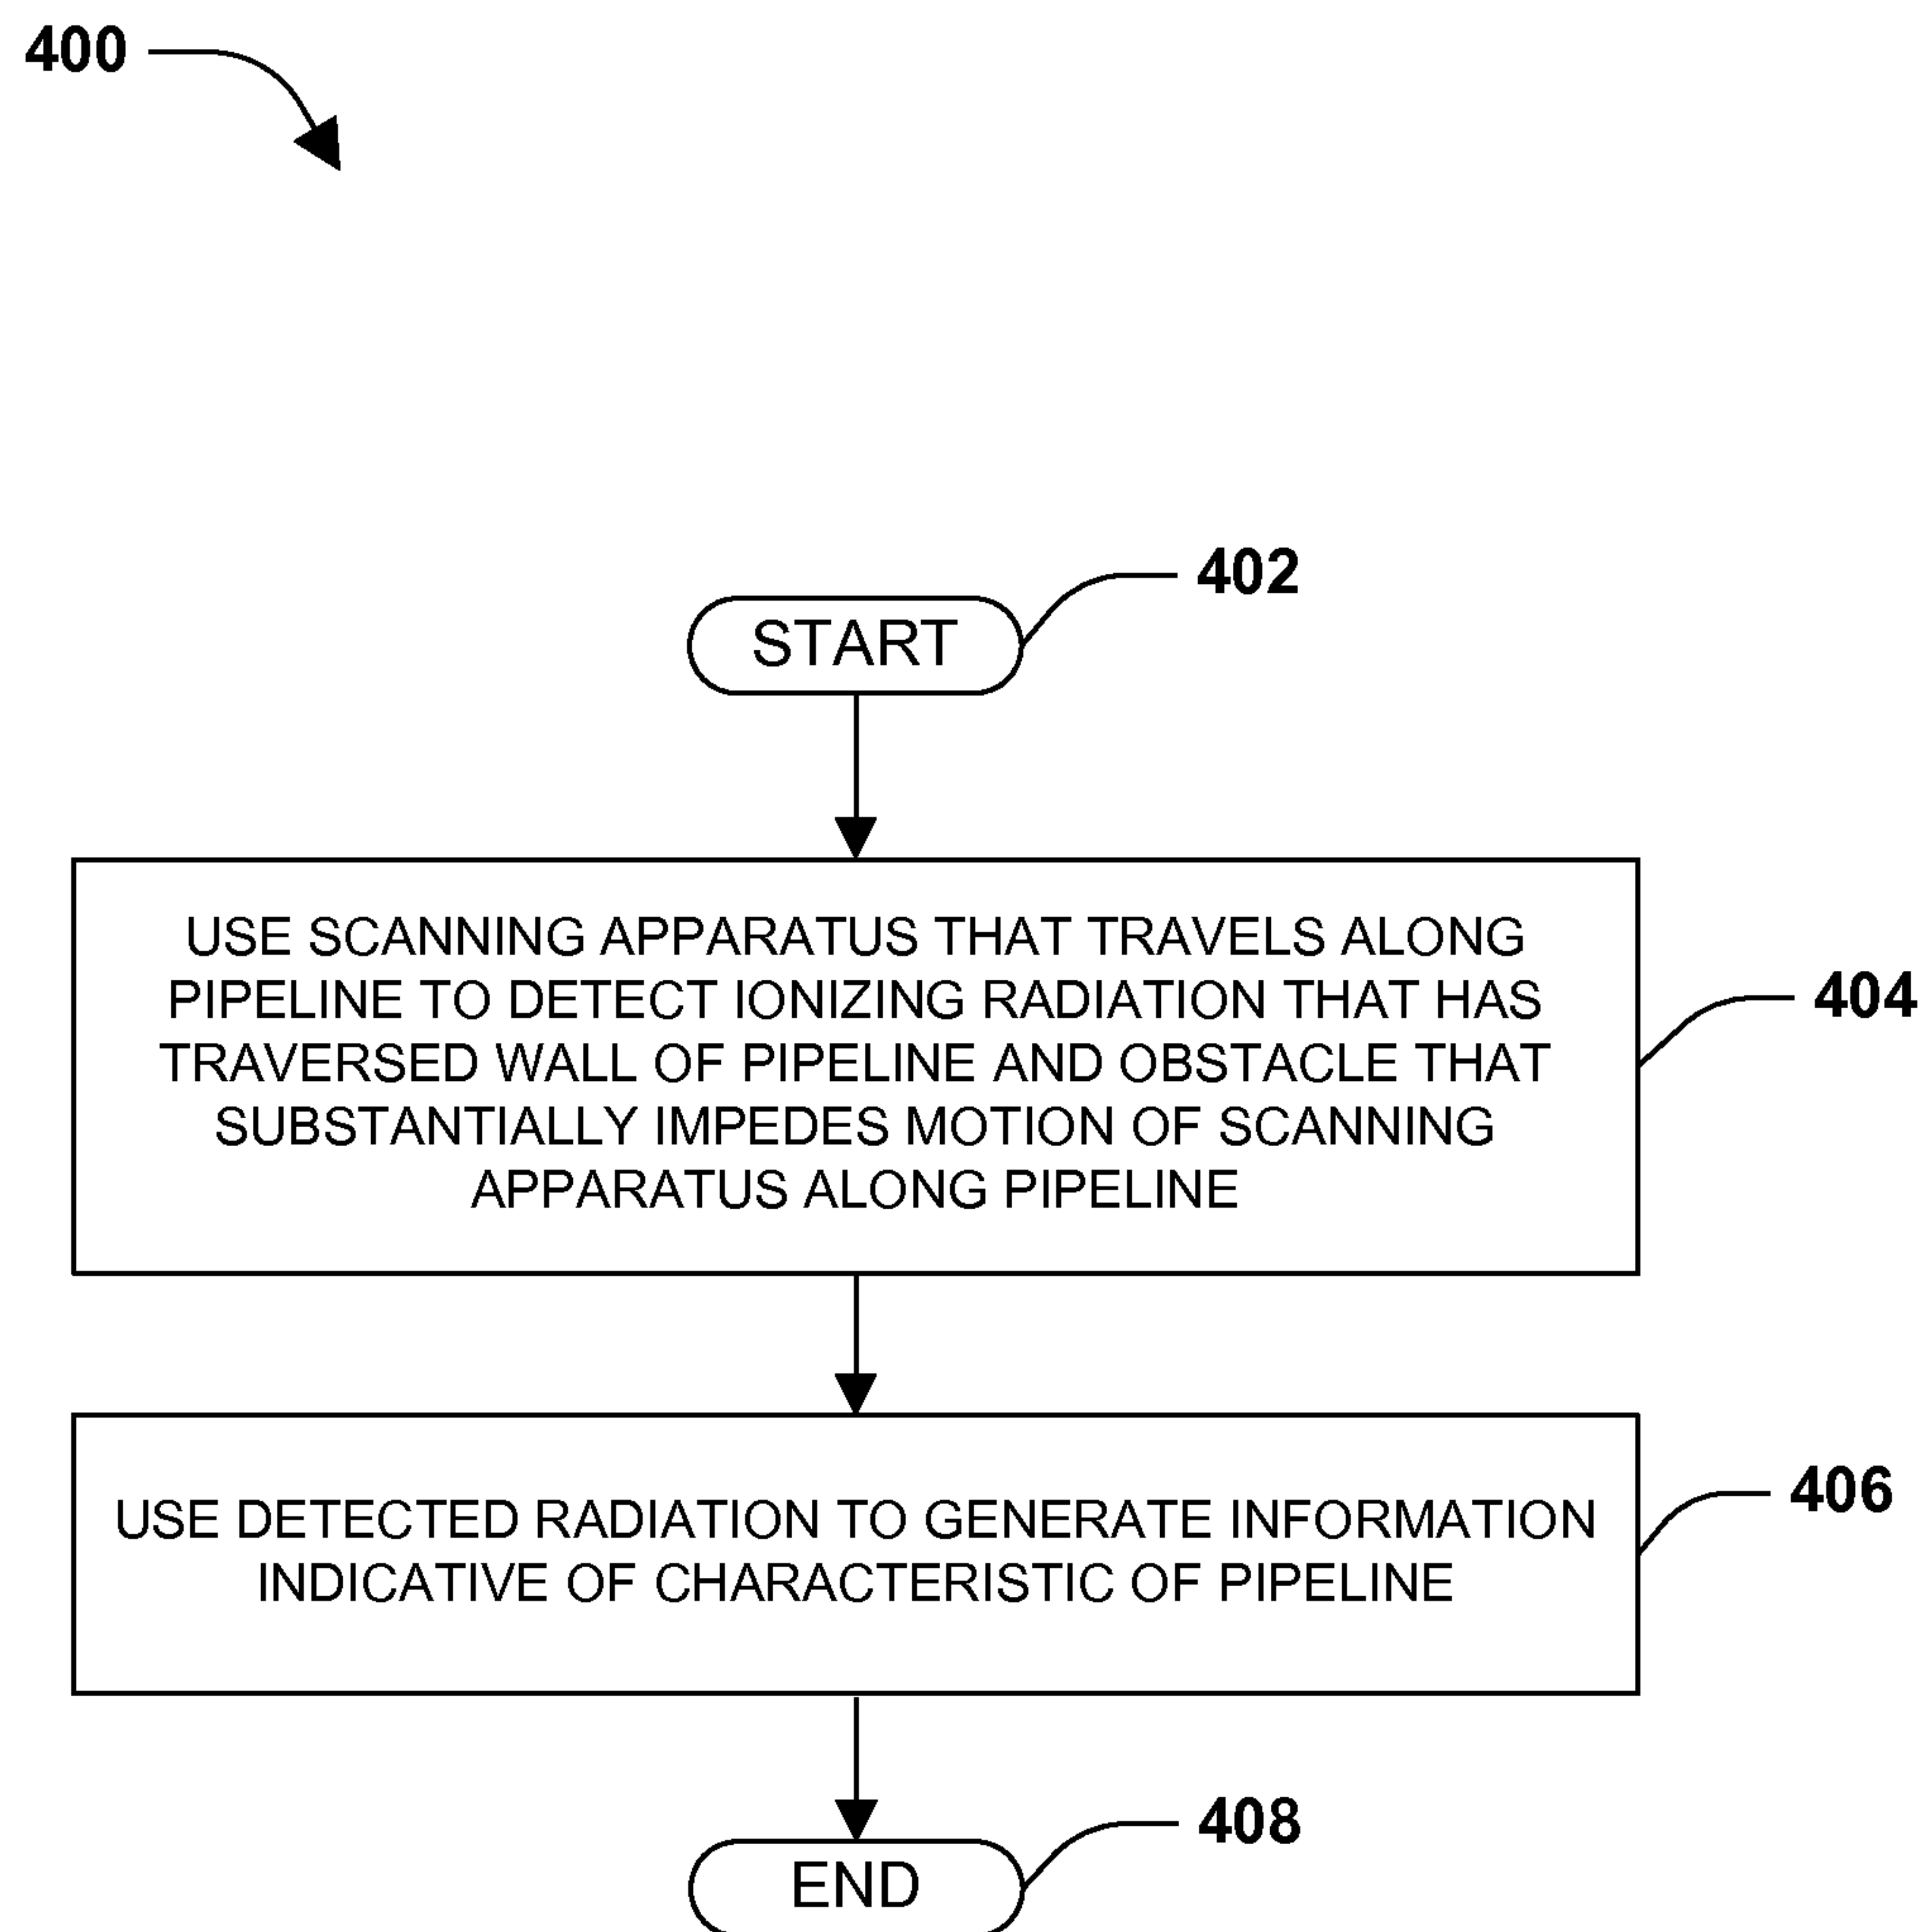 400
402
START
USE SCANNING APPARATUS THAT TRAVELS ALONG
PIPELINE TO DETECT IONIZING RADIATION THAT HAS
TRAVERSED WALL OF PIPELINE AND OBSTACLE THAT
SUBSTANTIALLY IMPEDES MOTION OF SCANNING
APPARATUS ALONG PIPELINE
404
USE DETECTED RADIATION TO GENERATE INFORMATION
INDICATIVE OF CHARACTERISTIC OF PIPELINE
406
408
END